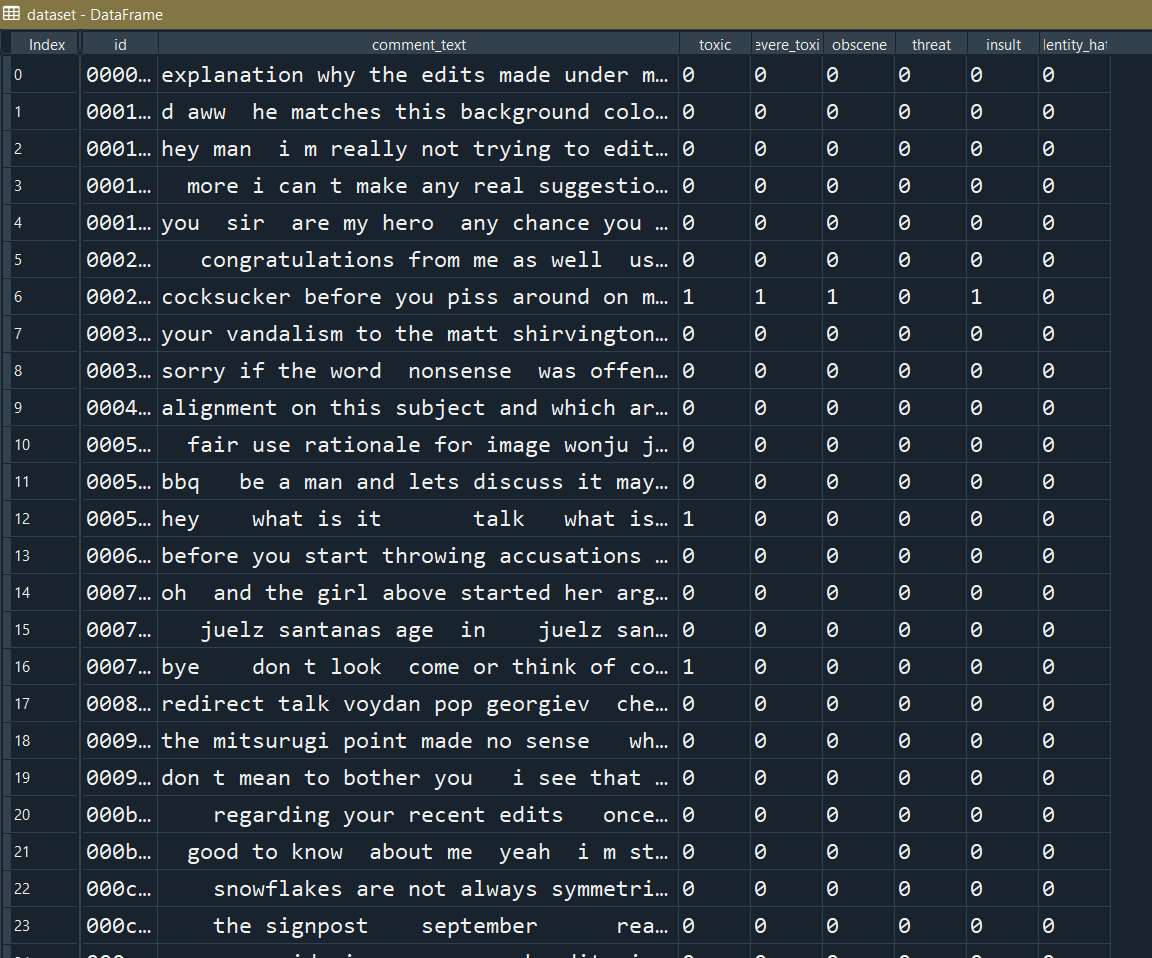 dataset - DataFrame
Index id comment_text toxic evere_toxi obscene threat insult lentity_hat
0 0000... explanation why the edits made under m... 0 0 0 0 0 0
1 0001... d aww he matches this background colo... 0 0 0 0 0 0
2 0001... hey man i m really not trying to edit... 0 0 0 0 0 0
3 0001... more i can t make any real suggestio... 0 0 0 0 0 0
4 0001... you sir are my hero any chance you ... 0 0 0 0 0 0
5 0002... congratulations from me as well us... 0 0 0 0 0 0
6 0002... cocksucker before you piss around on m... 1 1 1 0 1 0
7 0003... your vandalism to the matt shirvington... 0 0 0 0 0 0
8 0003... sorry if the word nonsense was offen... 0 0 0 0 0 0
9 0004... alignment on this subject and which ar... 0 0 0 0 0 0
10 0005... fair use rationale for image wonju j... 0 0 0 0 0 0
11 0005... bbq be a man and lets discuss it may... 0 0 0 0 0 0
12 0005... hey what is it talk what is... 1 0 0 0 0 0
13 0006... before you start throwing accusations ... 0 0 0 0 0 0
14 0007... oh and the girl above started her arg... 0 0 0 0 0 0
15 0007... juelz santanas age in juelz san... 0 0 0 0 0 0
16 0007... bye don t look come or think of co... 1 0 0 0 0 0
17 0008... redirect talk voydan pop georgiev che... 0 0 0 0 0 0
18 0009... the mitsurugi point made no sense wh... 0 0 0 0 0 0
19 0009... don t mean to bother you i see that ... 0 0 0 0 0 0
20 000b... regarding your recent edits once... 0 0 0 0 0 0
21 000b... good to know about me yeah i m st... 0 0 0 0 0 0
22 000c... snowflakes are not always symmetri... 0 0 0 0 0 0
23 000c... the signpost september rea... 0 0 0 0 0 0